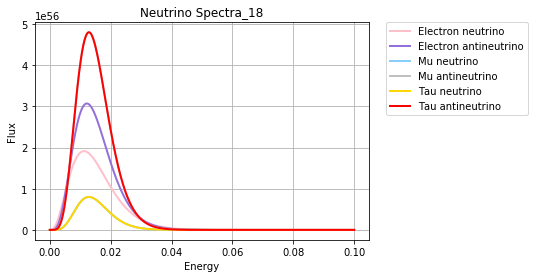 Neutrino Spectra_18
1e56
5
4
3
2
1
0
Flux
0.00 0.02 0.04 0.06 0.08 0.10
Energy
Electron neutrino
Electron antineutrino
Mu neutrino
Mu antineutrino
Tau neutrino
Tau antineutrino